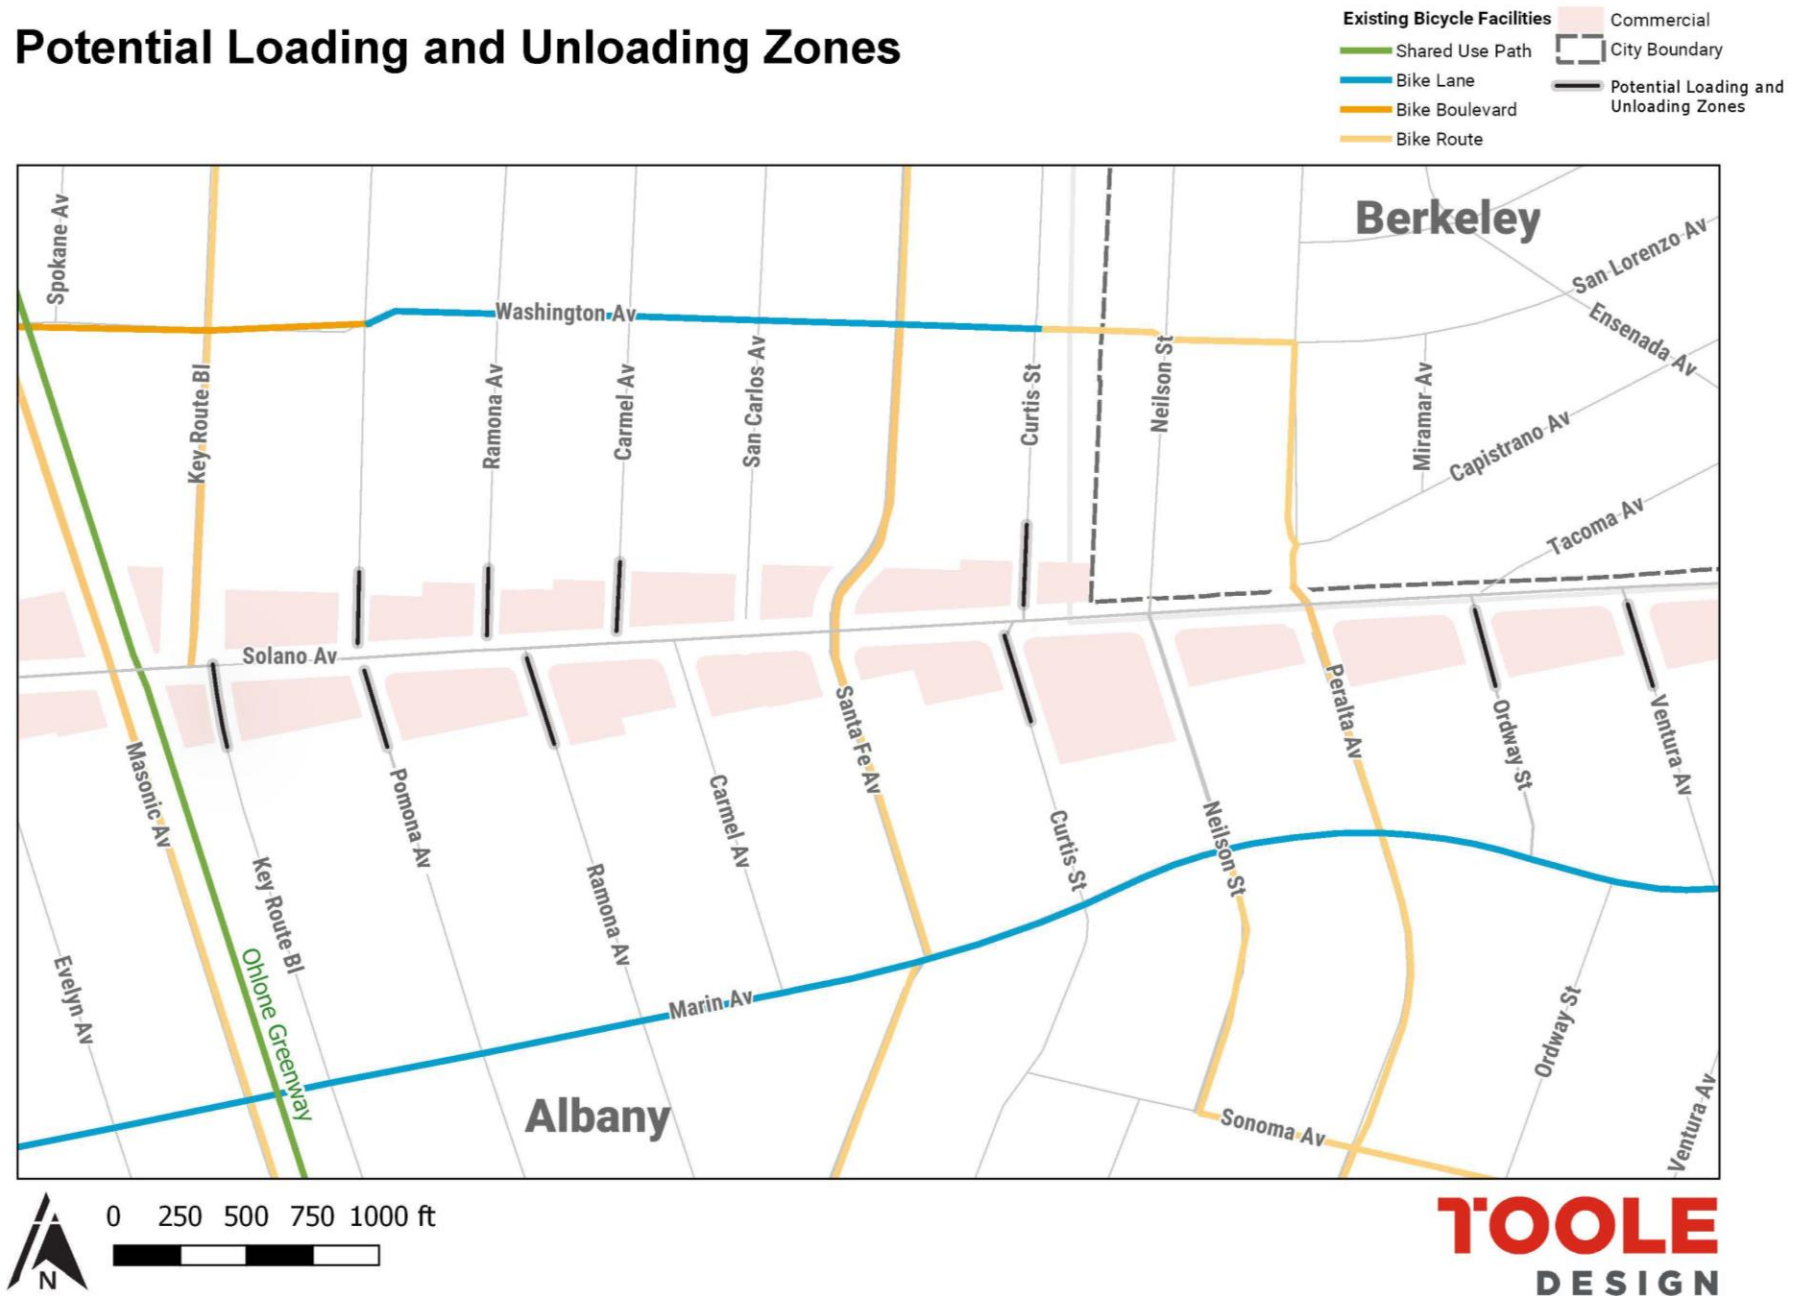 Potential Loading and Unloading Zones
Existing Bicycle Facilities
Shared Use Path
Bike Lane
Bike Boulevard
Bike Route
Commercial
City Boundary
Potential Loading and
Unloading Zones
Berkeley
Spokane Av
San Lorenzo Av
Washington Av
Ensenada Av
Key Route Bl
Ramona Av
Carmel Av
San Carlos Av
Curtis St
Neilson St
Miramar Av
Capistrano Av
Tacoma Av
Solano Av
Masonic Av
Pomona Av
Carmel Av
Santa Fe Av
Curtis St
Neilson St
Peralta Av
Ordway St
Ventura Av
Key Route Bl
Ramona Av
Evelyn Av
Ohlone Greenway
Marin Av
Albany
Sonoma Av
Ordway St
Ventura Av
N
0 250 500 750 1000 ft
TOOLE
DESIGN